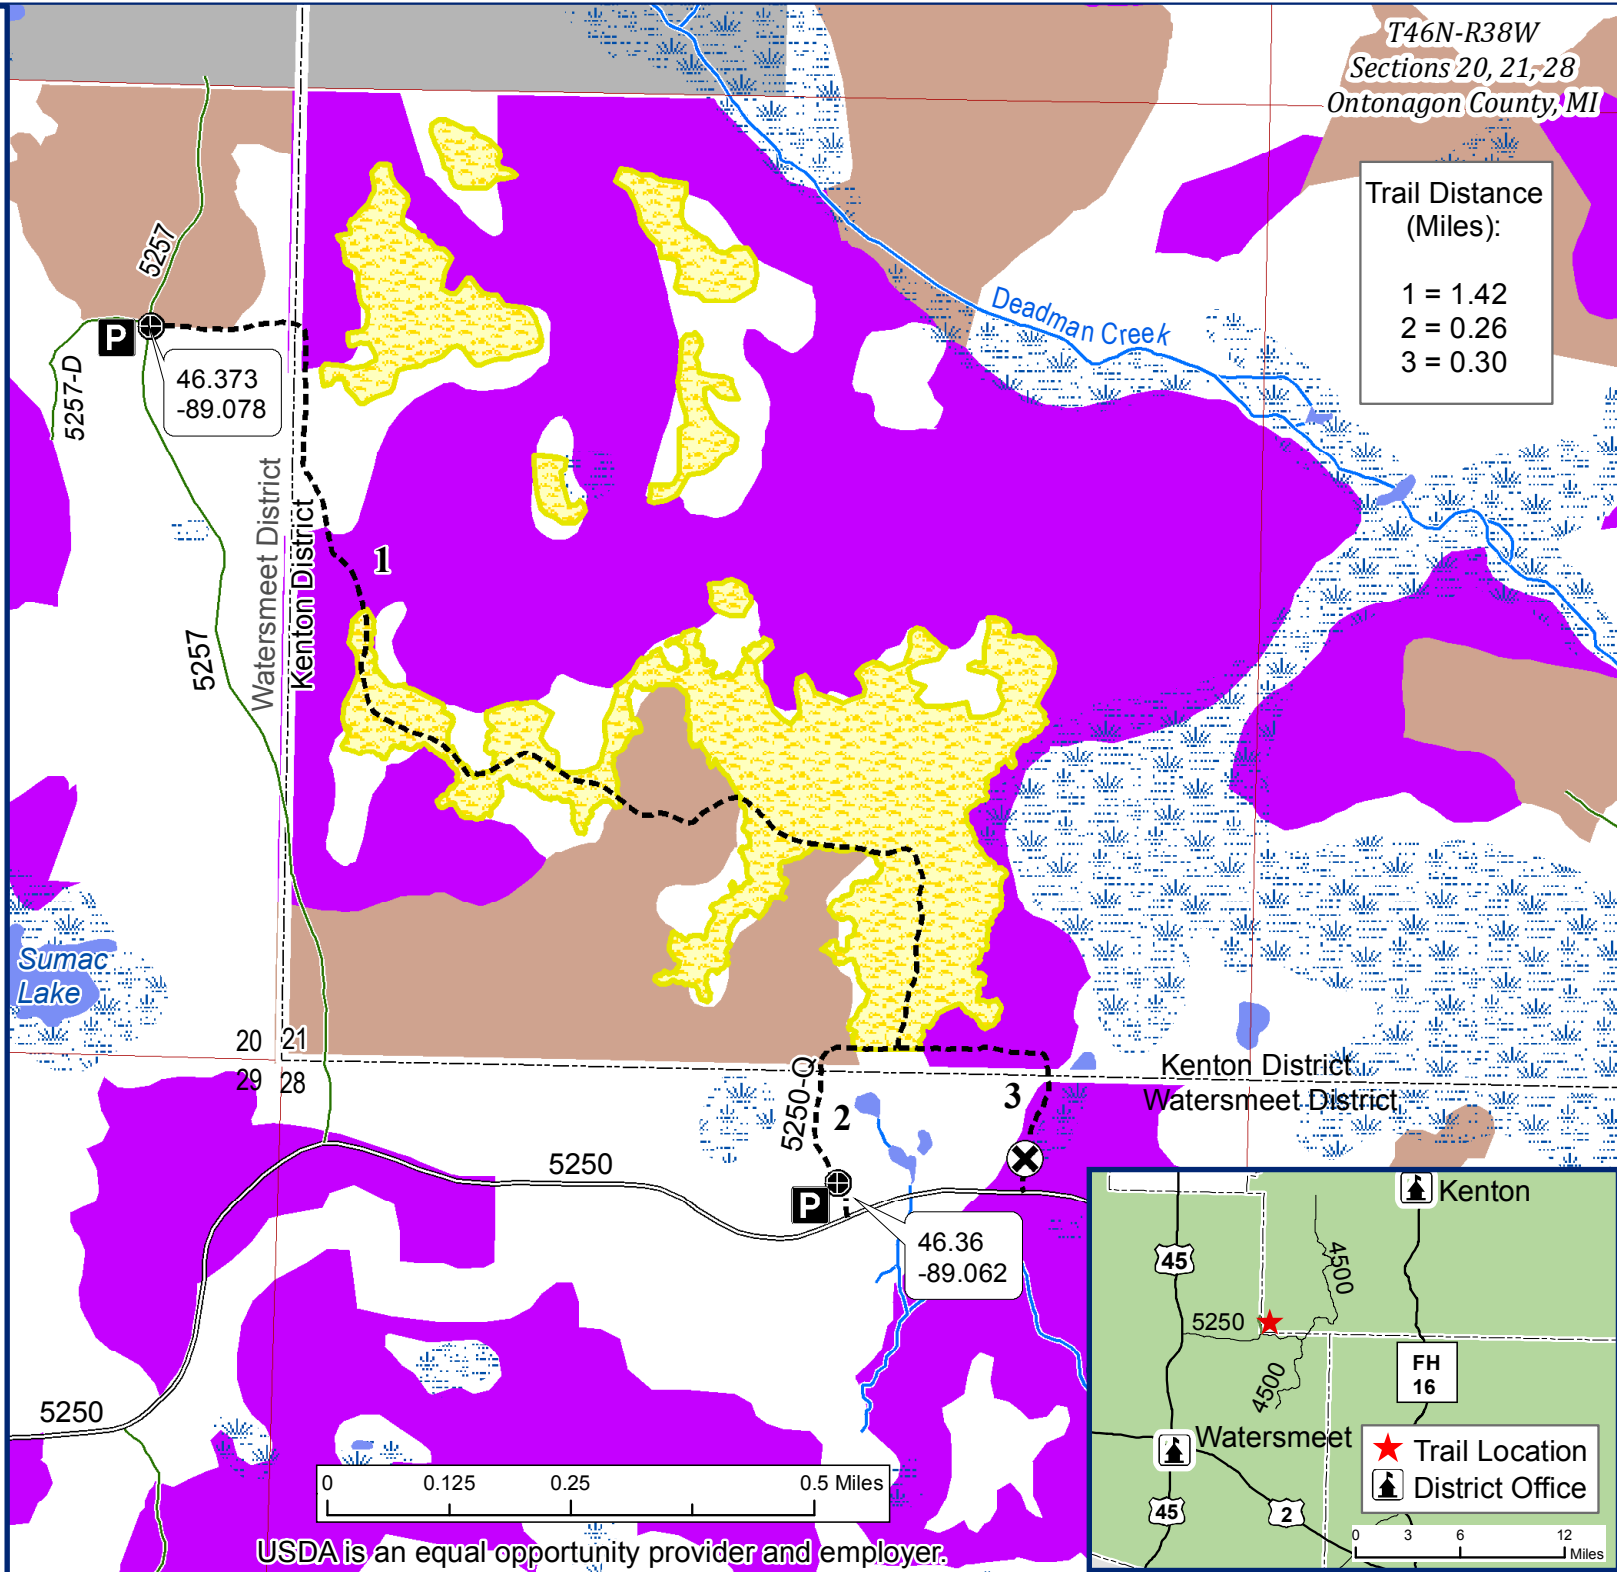 T46N-R38W
Sections 20, 21, 28
Ontonagon County, MI
Trail Distance
(Miles):
1 = 1.42
2 = 0.26
3 = 0.30
Deadman Creek
5257
P
46.373
-89.078
5257-D
Watersmeet District
Kenton District
1
5257
Sumac
Lake
20 21
29 28
5250-Q
2
3
Kenton District
Watersmeet District
5250
P
46.36
-89.062
5250
0 0.125 0.25 0.5 Miles
USDA is an equal opportunity provider and employer.
Kenton
45
4500
5250
4500
FH
16
Watersmeet
45
2
Trail Location
District Office
0 3 6 12
Miles